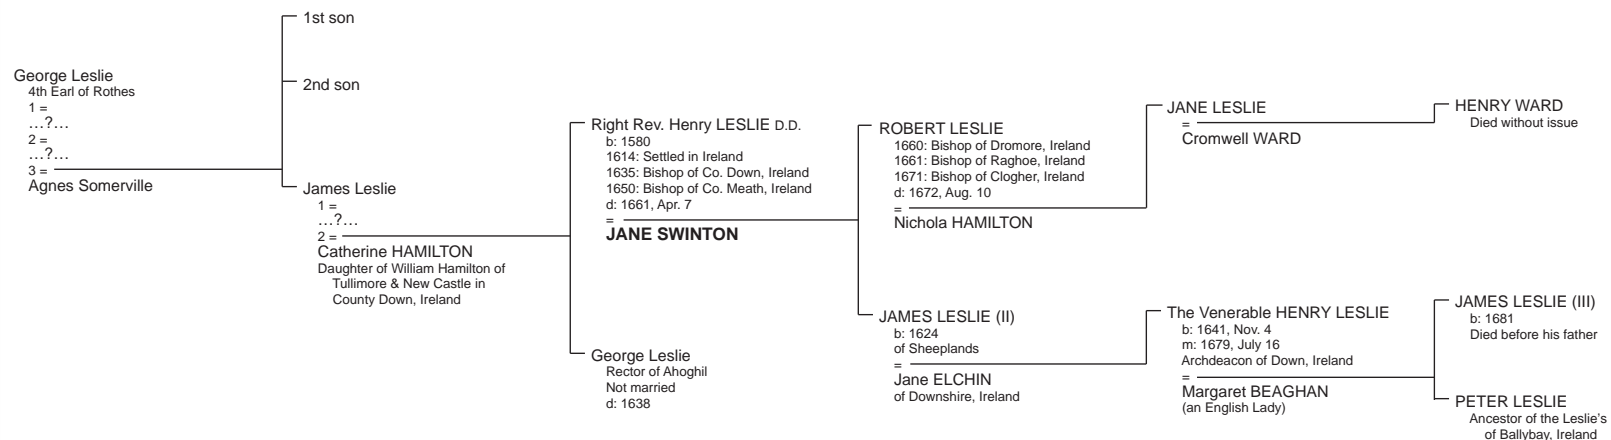 George Leslie
4th Earl of Rothes
1 =
…?…
2 =
…?…
3 =
Agnes Somerville
1st son
2nd son
James Leslie
1 =
…?…
2 =
Catherine HAMILTON
Daughter of William Hamilton of
Tullimore & New Castle in
County Down, Ireland
Right Rev. Henry LESLIE D.D.
b: 1580
1614: Settled in Ireland
1635: Bishop of Co. Down, Ireland
1650: Bishop of Co. Meath, Ireland
d: 1661, Apr. 7
=
JANE SWINTON
George Leslie
Rector of Ahoghil
Not married
d: 1638
ROBERT LESLIE
1660: Bishop of Dromore, Ireland
1661: Bishop of Raghoe, Ireland
1671: Bishop of Clogher, Ireland
d: 1672, Aug. 10
=
Nichola HAMILTON
JAMES LESLIE (II)
b: 1624
of Sheeplands
=
Jane ELCHIN
of Downshire, Ireland
JANE LESLIE
=
Cromwell WARD
The Venerable HENRY LESLIE
b: 1641, Nov. 4
m: 1679, July 16
Archdeacon of Down, Ireland
=
Margaret BEAGHAN
(an English Lady)
HENRY WARD
Died without issue
JAMES LESLIE (III)
b: 1681
Died before his father
PETER LESLIE
Ancestor of the Leslie's
of Ballybay, Ireland